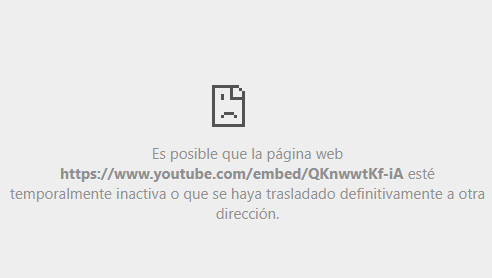 Es posible que la página web
https://www.youtube.com/embed/QKnwwtKf-iA esté
temporalmente inactiva o que se haya trasladado definitivamente a otra
dirección.